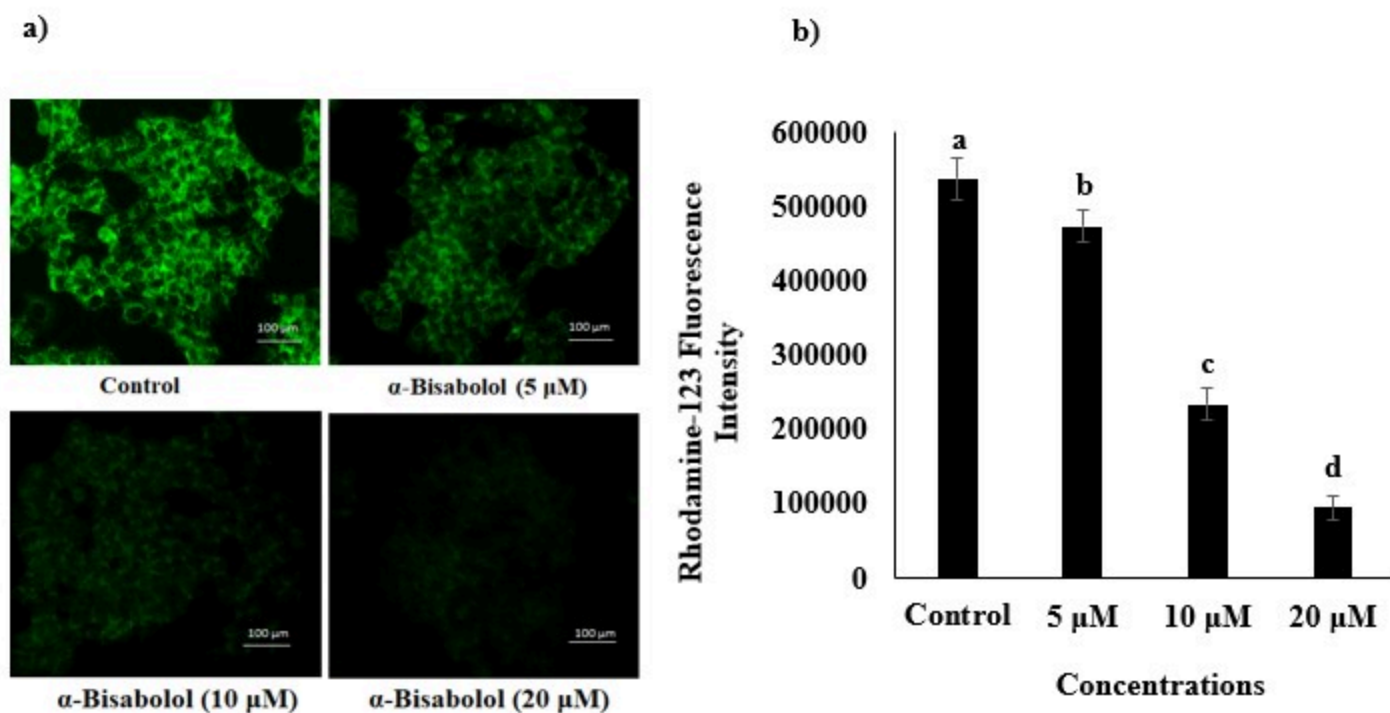 a)
100 µm
100 µm
Control
α-Bisabolol (5 µM)
100 µm
100 µm
α-Bisabolol (10 µM)
α-Bisabolol (20 µM)
b)
Rhodamine-123 Fluorescence
Intensity
600000
500000
400000
300000
200000
100000
0
a
b
c
d
Control
5 µM
10 µM
20 µM
Concentrations